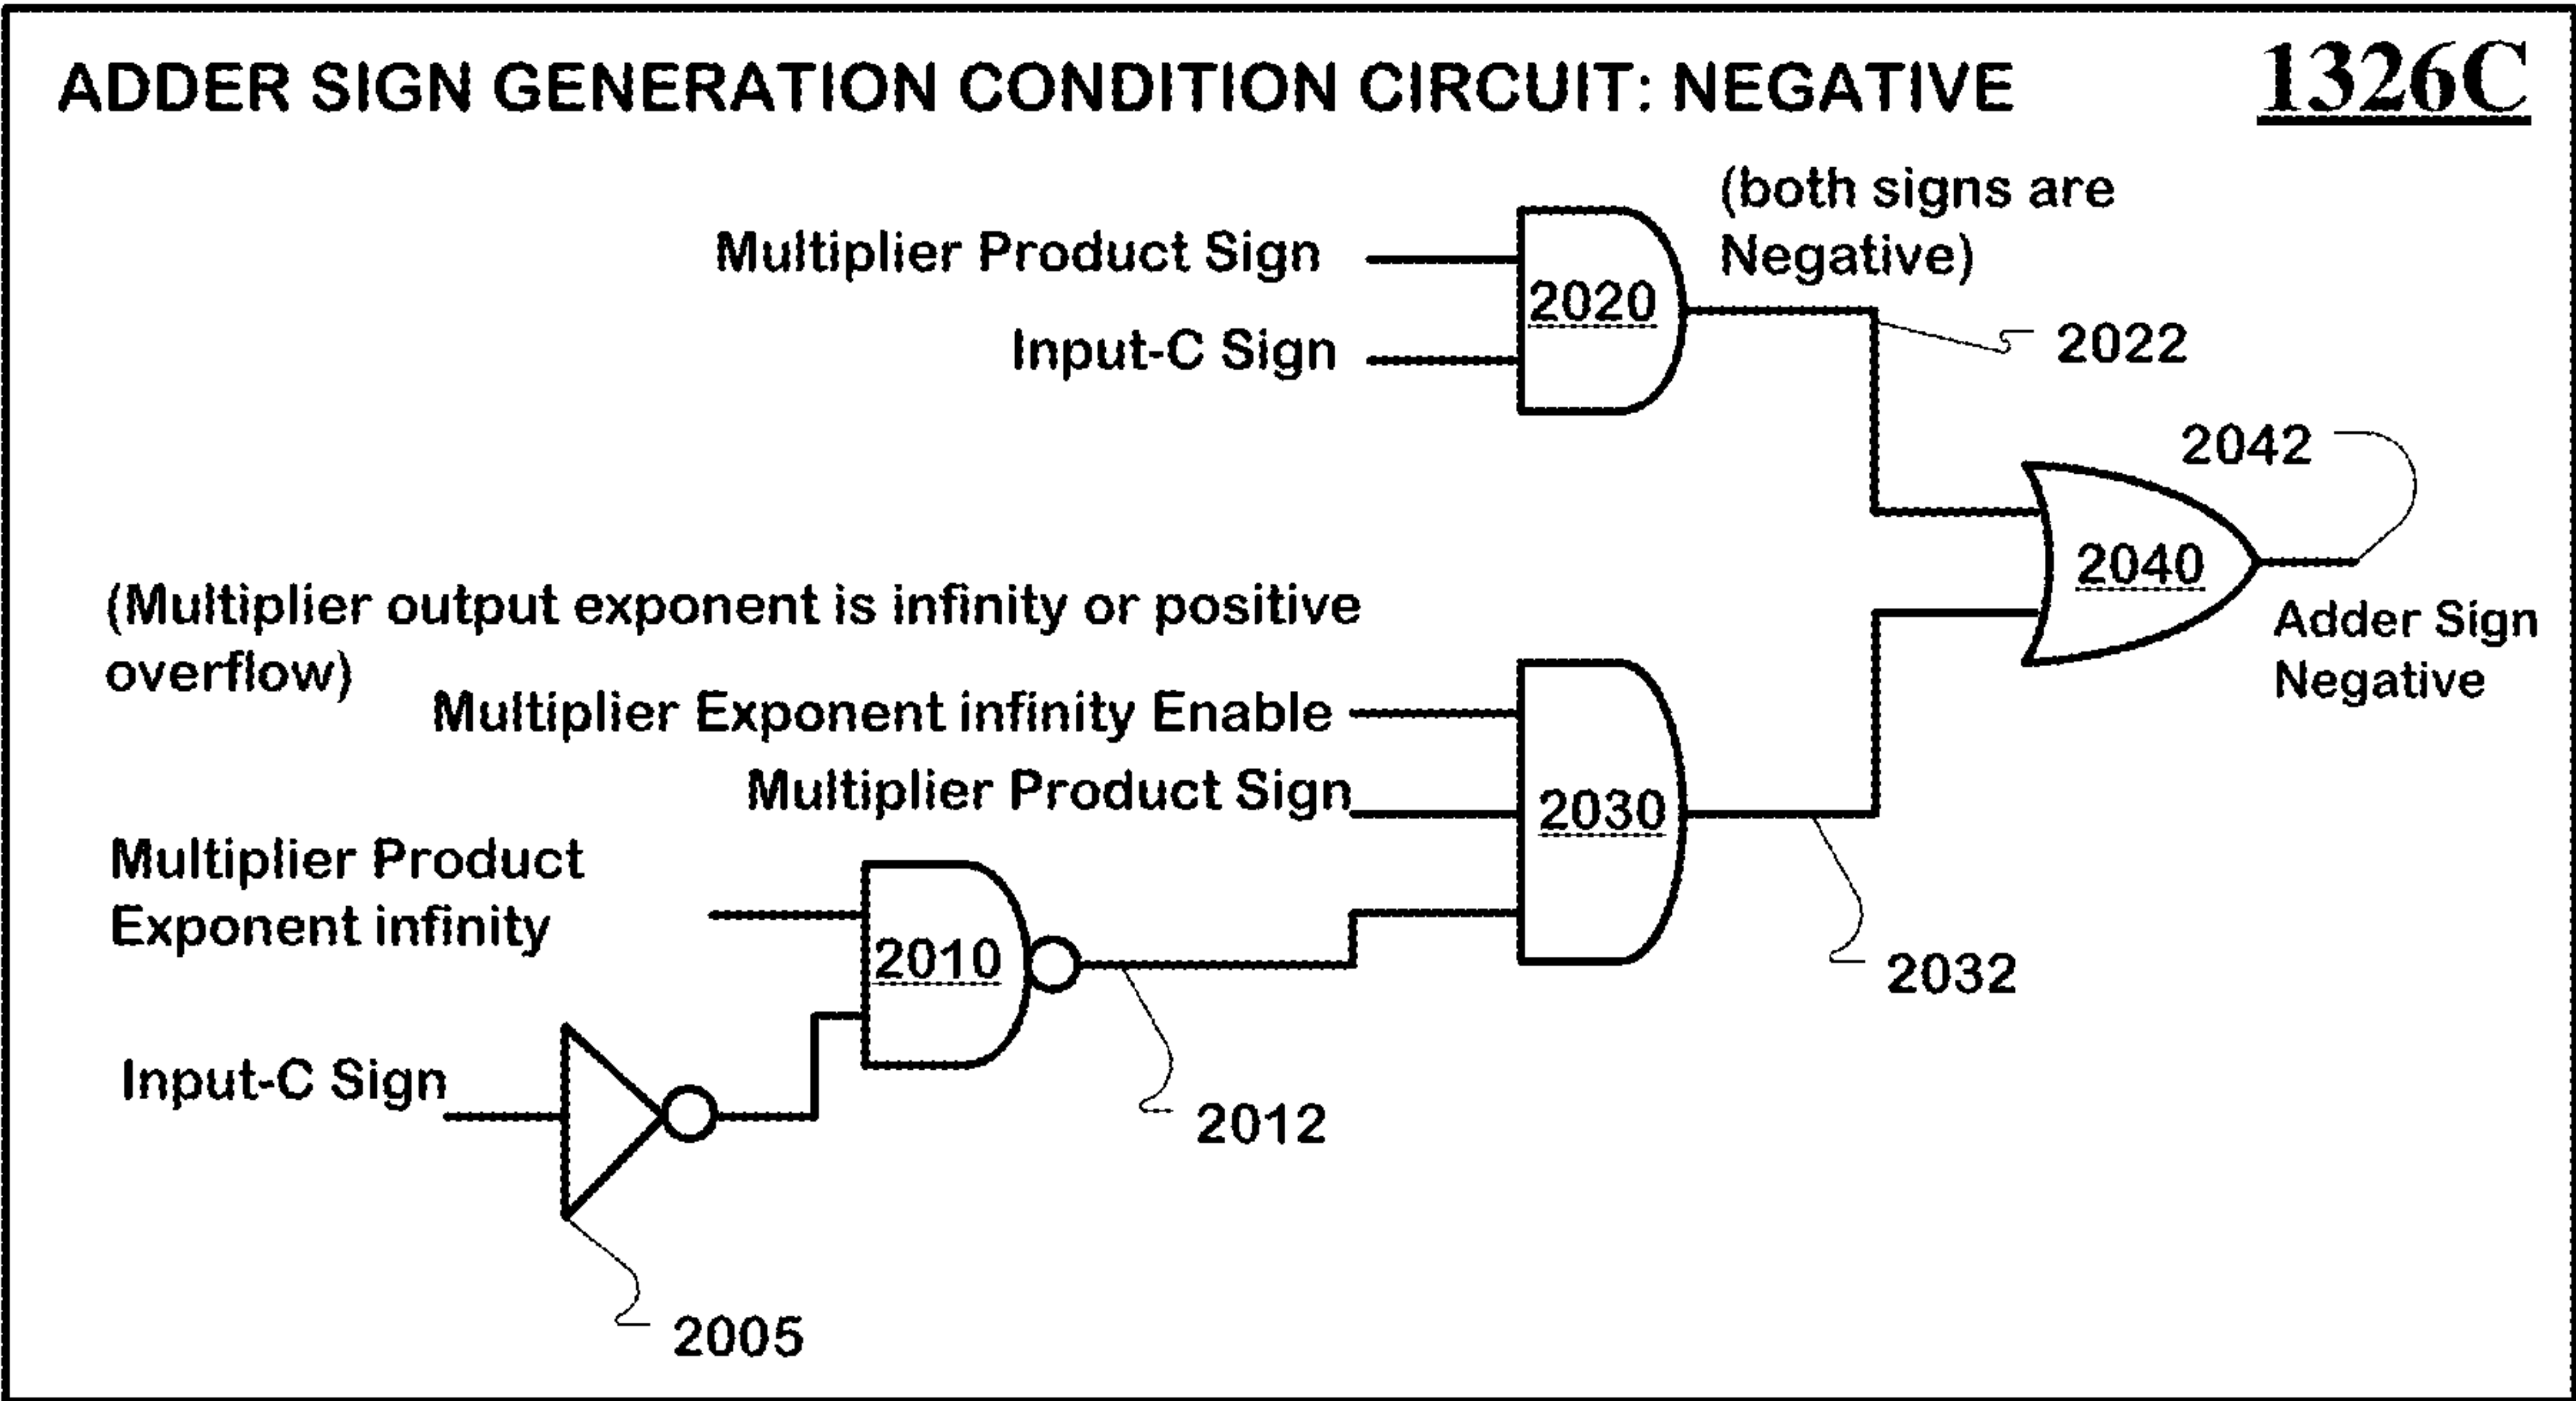 ADDER SIGN GENERATION CONDITION CIRCUIT: NEGATIVE
1326C
(both signs are
Negative)
Multiplier Product Sign
2020
Input-C Sign
2022
2042
2040
Adder Sign
Negative
(Multiplier output exponent is infinity or positive
overflow)
Multiplier Exponent infinity Enable
Multiplier Product Sign
2030
Multiplier Product
Exponent infinity
2010
2032
Input-C Sign
2012
2005